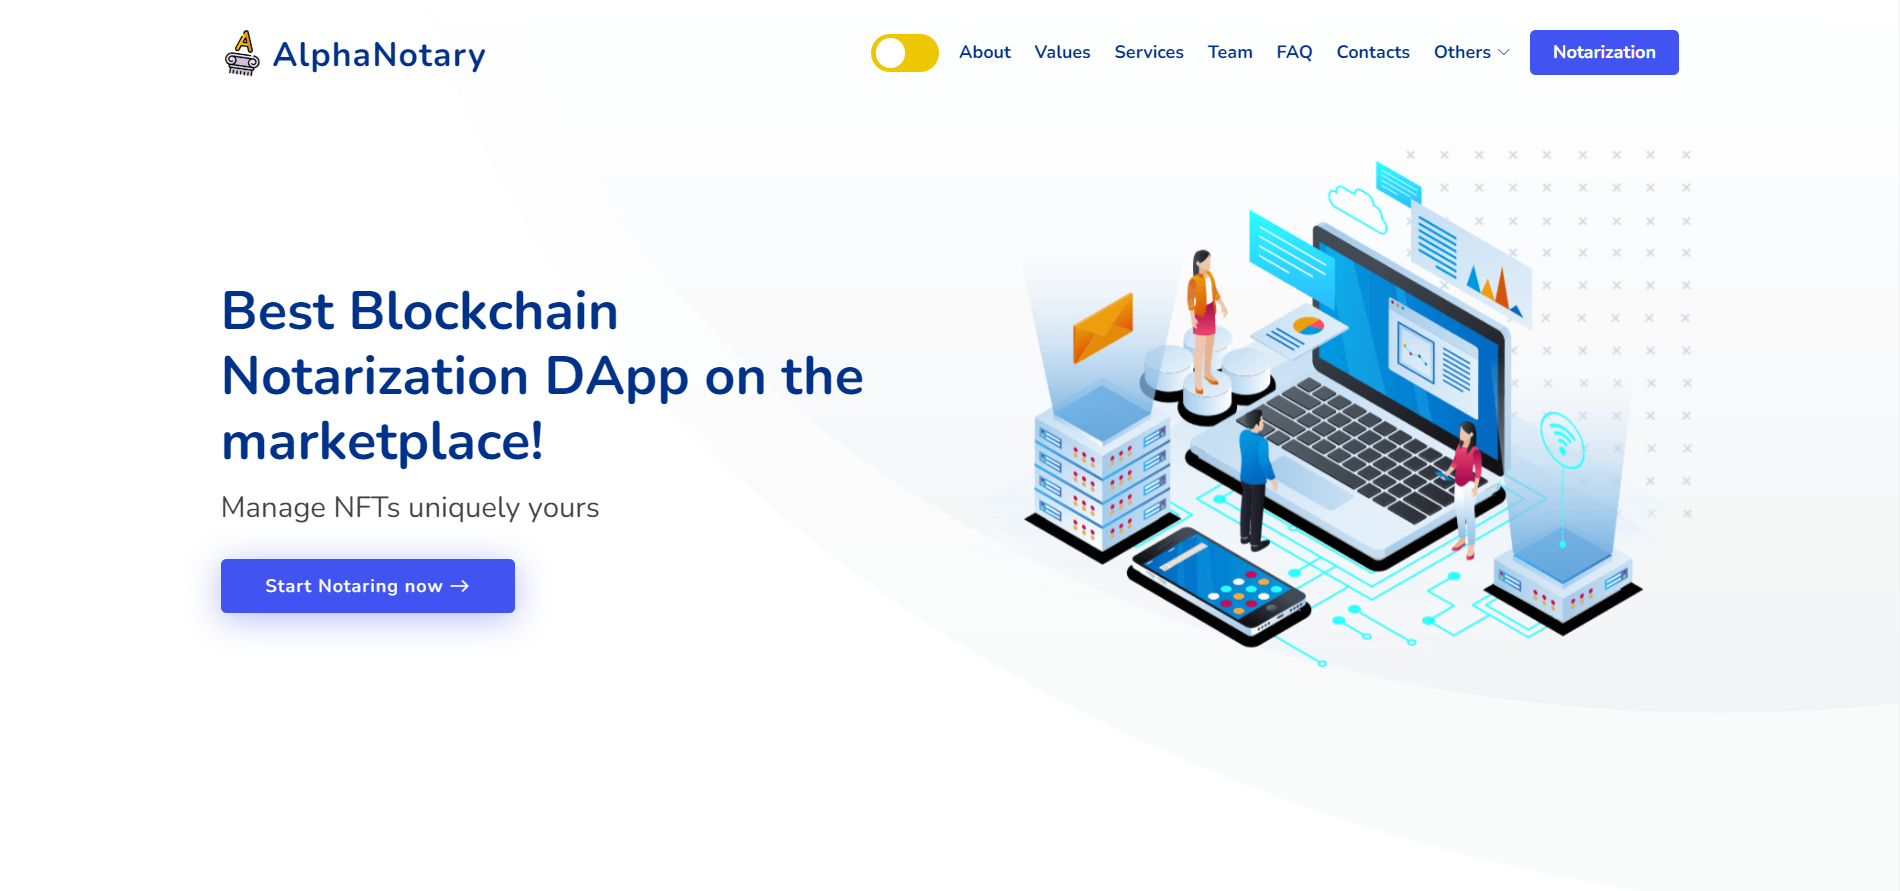 AlphaNotary
About Values Services Team FAQ Contacts Others Notarization
Best Blockchain
Notarization DApp on the
marketplace!
Manage NFTs uniquely yours
Start Notaring now →